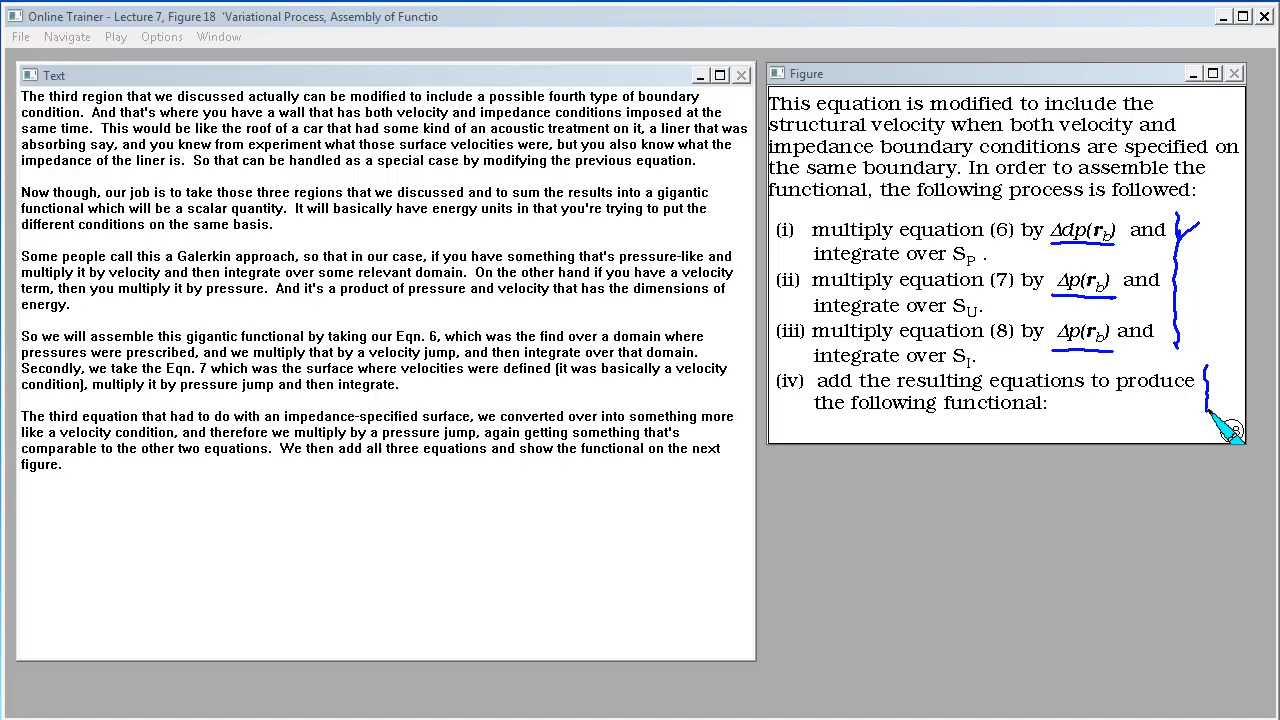 Online Trainer - Lecture 7, Figure 18  'Variational Process, Assembly of Functio
File Navigate Play Options Window
Text
The third region that we discussed actually can be modified to include a possible fourth type of boundary
condition.  And that's where you have a wall that has both velocity and impedance conditions imposed at the
same time.  This would be like the roof of a car that had some kind of an acoustic treatment on it, a liner that was
absorbing say, and you knew from experiment what those surface velocities were, but you also know what the
impedance of the liner is.  So that can be handled as a special case by modifying the previous equation.
Now though, our job is to take those three regions that we discussed and to sum the results into a gigantic
functional which will be a scalar quantity.  It will basically have energy units in that you're trying to put the
different conditions on the same basis.
Some people call this a Galerkin approach, so that in our case, if you have something that's pressure-like and
multiply it by velocity and then integrate over some relevant domain.  On the other hand if you have a velocity
term, then you multiply it by pressure.  And it's a product of pressure and velocity that has the dimensions of
energy.
So we will assemble this gigantic functional by taking our Eqn. 6, which was the find over a domain where
pressures were prescribed, and we multiply that by a velocity jump, and then integrate over that domain.
Secondly, we take the Eqn. 7 which was the surface where velocities were defined (it was basically a velocity
condition), multiply it by pressure jump and then integrate.
The third equation that had to do with an impedance-specified surface, we converted over into something more
like a velocity condition, and therefore we multiply by a pressure jump, again getting something that's
comparable to the other two equations.  We then add all three equations and show the functional on the next
figure.
Figure
This equation is modified to include the
structural velocity when both velocity and
impedance boundary conditions are specified on
the same boundary. In order to assemble the
functional, the following process is followed:
(i) multiply equation (6) by Δdp(r_b) and
integrate over S_P .
(ii) multiply equation (7) by Δp(r_b) and
integrate over S_U.
(iii) multiply equation (8) by Δp(r_b) and
integrate over S_I.
(iv) add the resulting equations to produce
the following functional: